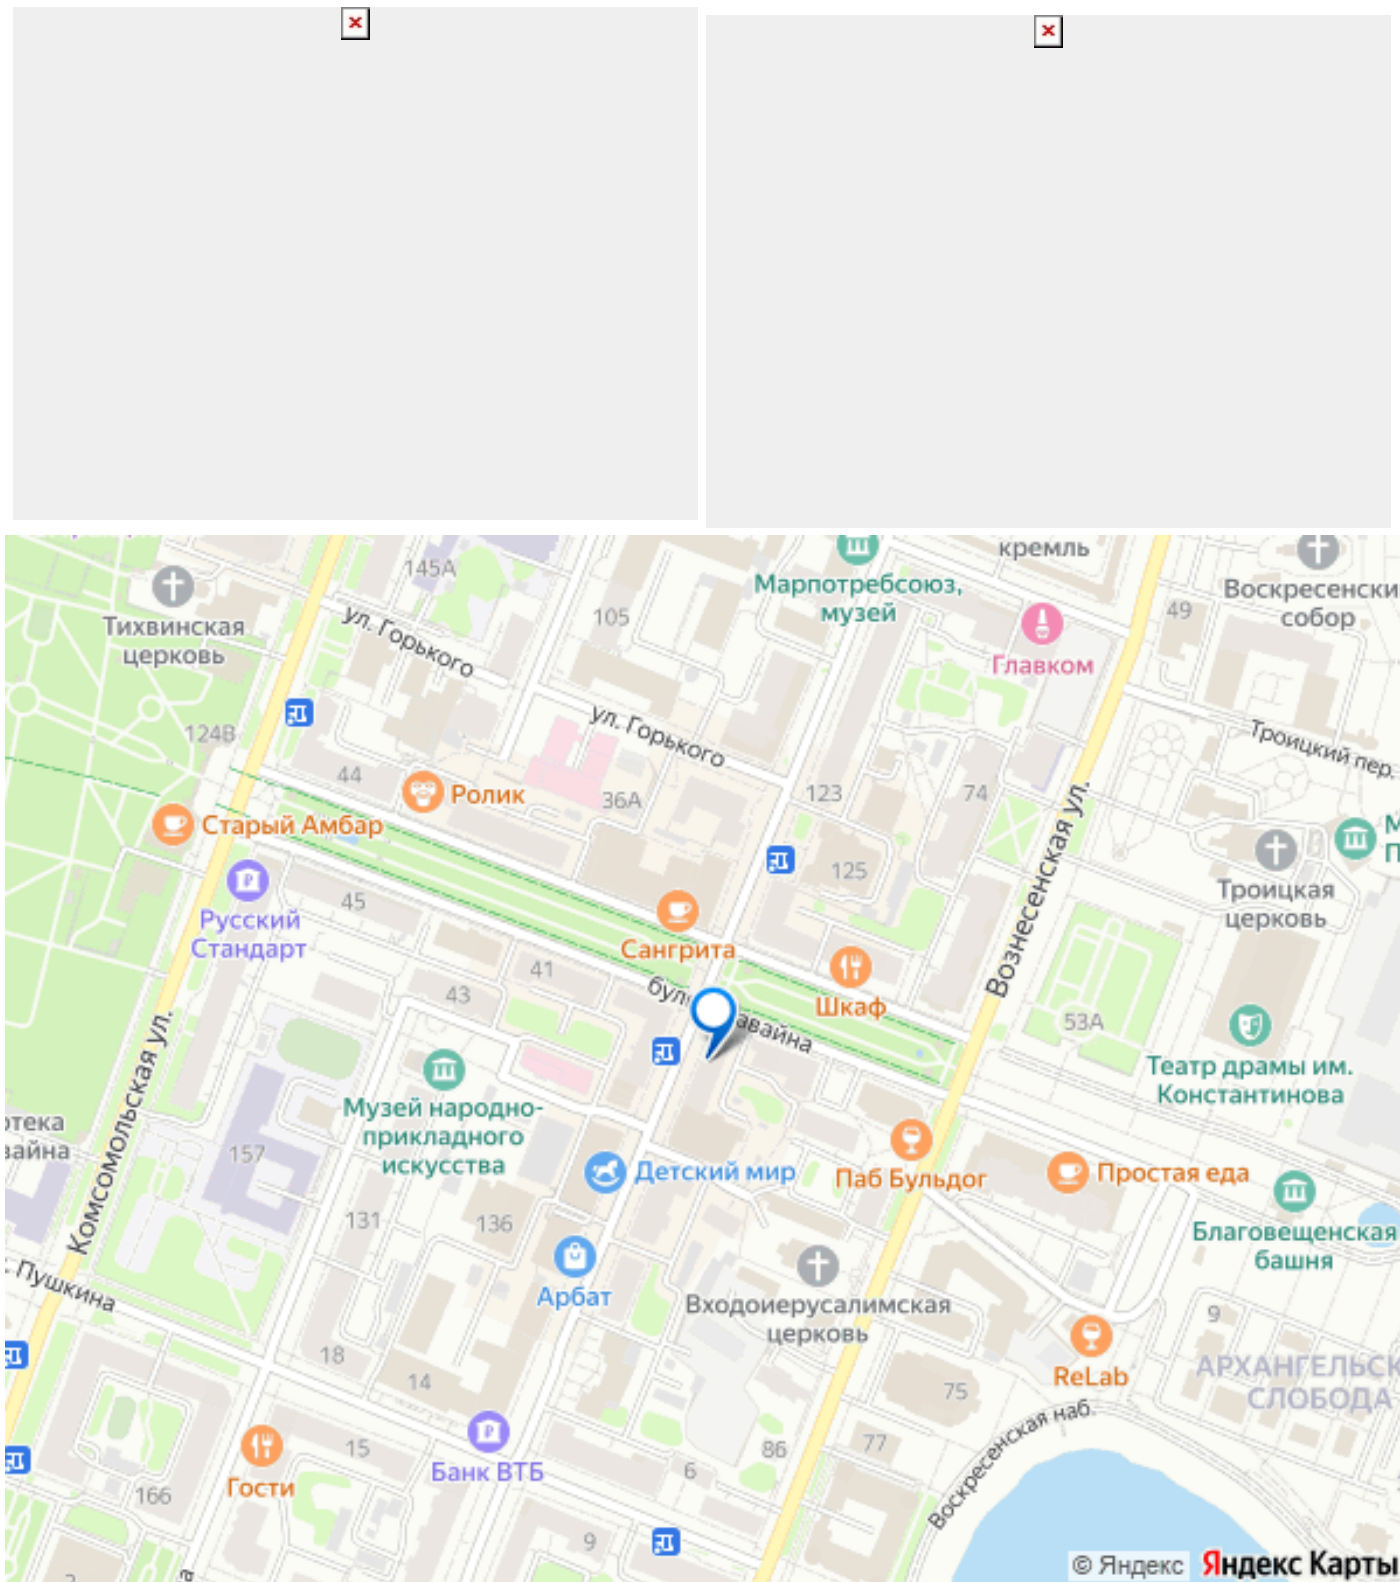 145А
кремль
Марпотребсоюз,
музей
Воскресенски
собор
Тихвинская
церковь
ул. Горького
105
49
Главком
124В
ул. Горького
Троицкий пер.
44
Ролик
36А
123
74
Старый Амбар
125
Троицкая
церковь
М
П
Вознесенская ул.
Русский
Стандарт
45
Сангрита
41
43
Шкаф
53А
бул
авайна
Театр драмы им.
Константинова
Музей народно-
прикладного
искусства
отека
вайна
Комсомольская ул.
157
Детский мир
Паб Бульдог
Простая еда
131
136
Благовещенская
башня
. Пушкина
Арбат
Входоиерусалимская
церковь
9
18
14
ReLab
АРХАНГЕЛЬСК
СЛОБОДА
75
Воскресенская наб.
Гости
15
Банк ВТБ
86
77
6
166
9
© Яндекс Яндекс Карты